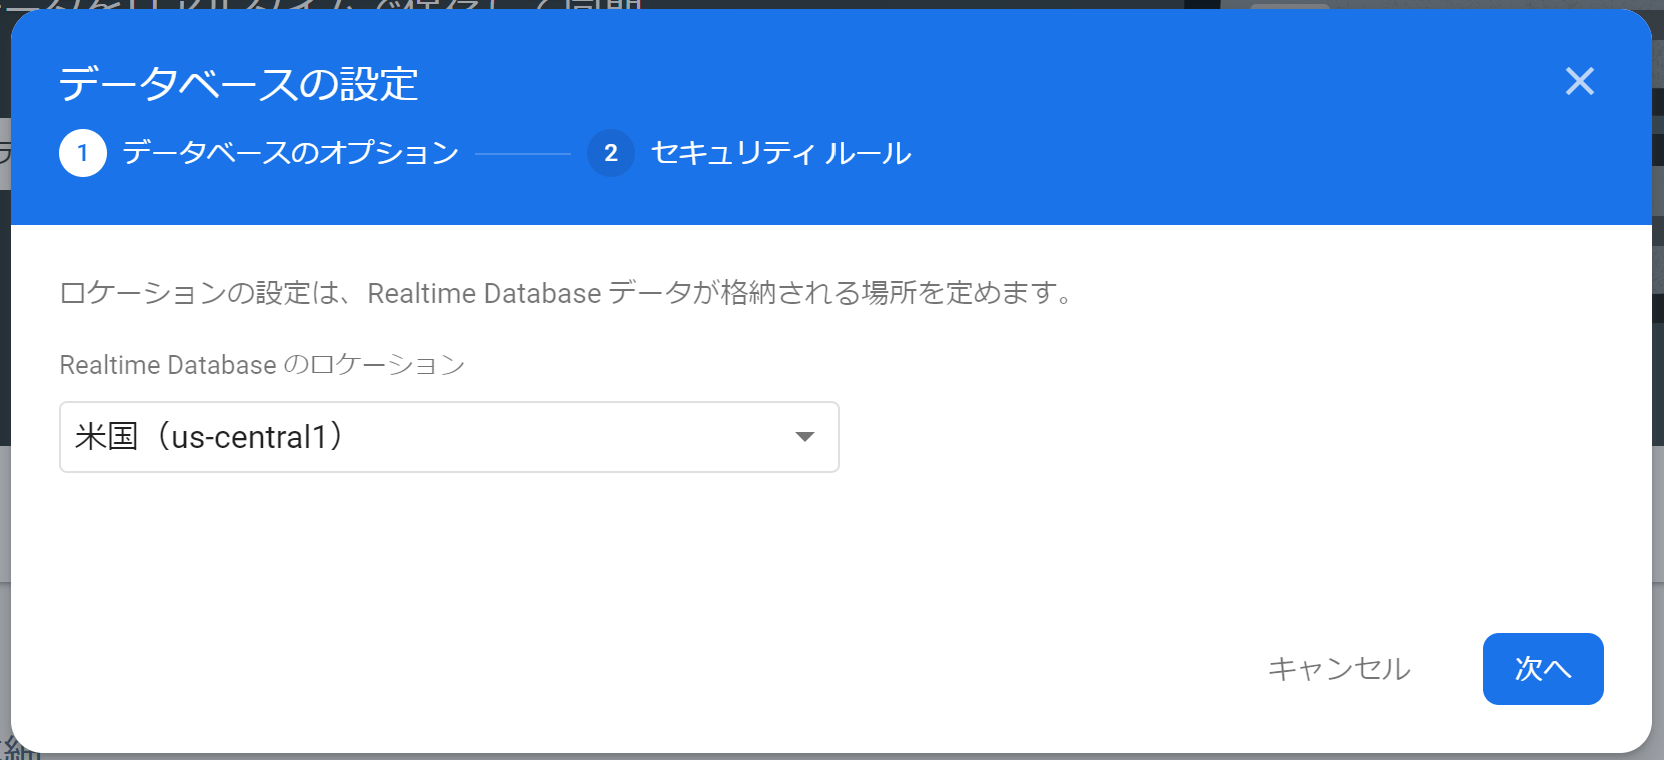 データベースの設定
1 データベースのオプション 2 セキュリティ ルール
ロケーションの設定は、Realtime Database データが格納される場所を定めます。
Realtime Database のロケーション
米国（us-central1）
キャンセル 次へ